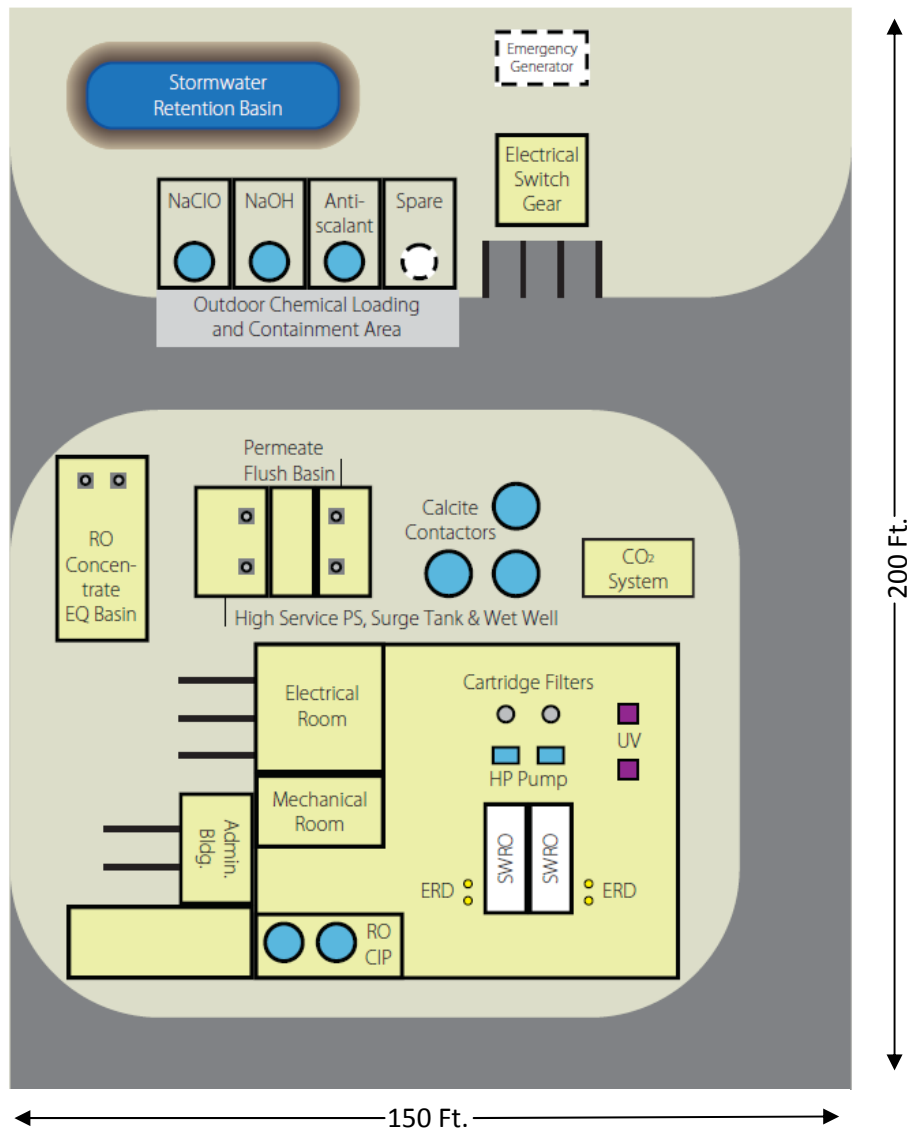 Emergency
Generator
Stormwater
Retention Basin
Electrical
Switch
Gear
NaClO
NaOH
Anti-
scalant
Spare
Outdoor Chemical Loading
and Containment Area
200 Ft.
Permeate
Flush Basin
Calcite
Contactors
RO
Concen-
trate
EQ Basin
CO₂
System
High Service PS, Surge Tank & Wet Well
Electrical
Room
Cartridge Filters
UV
HP Pump
Mechanical
Room
Admin.
Bldg.
SWRO
SWRO
ERD
ERD
RO
CIP
150 Ft.